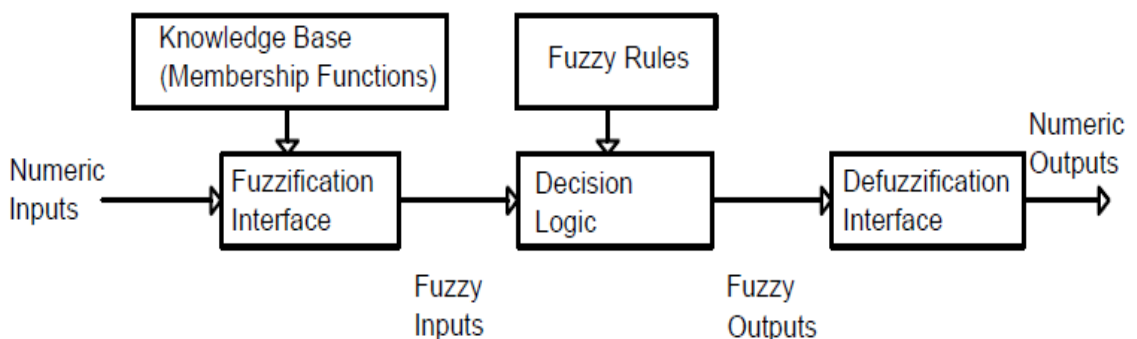 Knowledge Base
(Membership Functions)
Fuzzy Rules
Numeric
Inputs
Fuzzification
Interface
Decision
Logic
Defuzzification
Interface
Numeric
Outputs
Fuzzy
Inputs
Fuzzy
Outputs